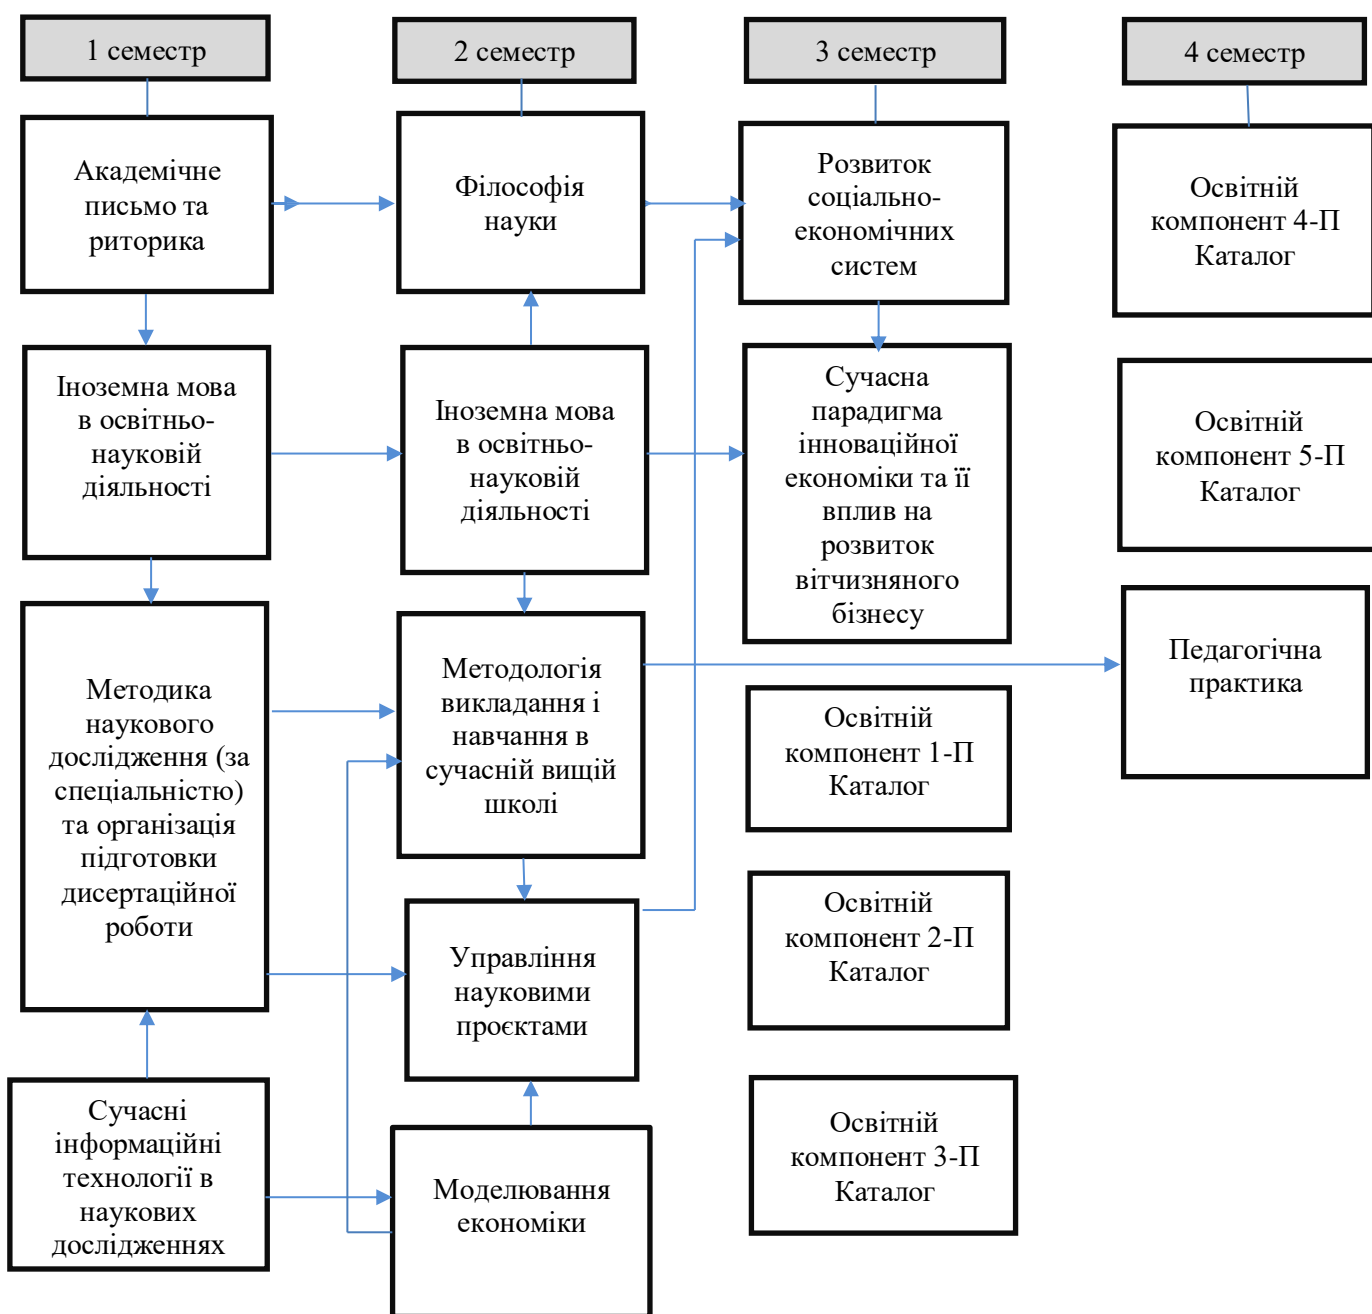 1 семестр
2 семестр
3 семестр
4 семестр
Академічне
письмо та
риторика
Філософія
науки
Розвиток
соціально-
економічних
систем
Освітній
компонент 4-П
Каталог
Іноземна мова
в освітньо-
науковій
діяльності
Іноземна мова
в освітньо-
науковій
діяльності
Сучасна
парадигма
інноваційної
економіки та її
вплив на
розвиток
вітчизняного
бізнесу
Освітній
компонент 5-П
Каталог
Методика
наукового
дослідження (за
спеціальністю)
та організація
підготовки
дисертаційної
роботи
Методологія
викладання і
навчання в
сучасній вищій
школі
Освітній
компонент 1-П
Каталог
Педагогічна
практика
Управління
науковими
проєктами
Освітній
компонент 2-П
Каталог
Сучасні
інформаційні
технології в
наукових
дослідженнях
Моделювання
економіки
Освітній
компонент 3-П
Каталог